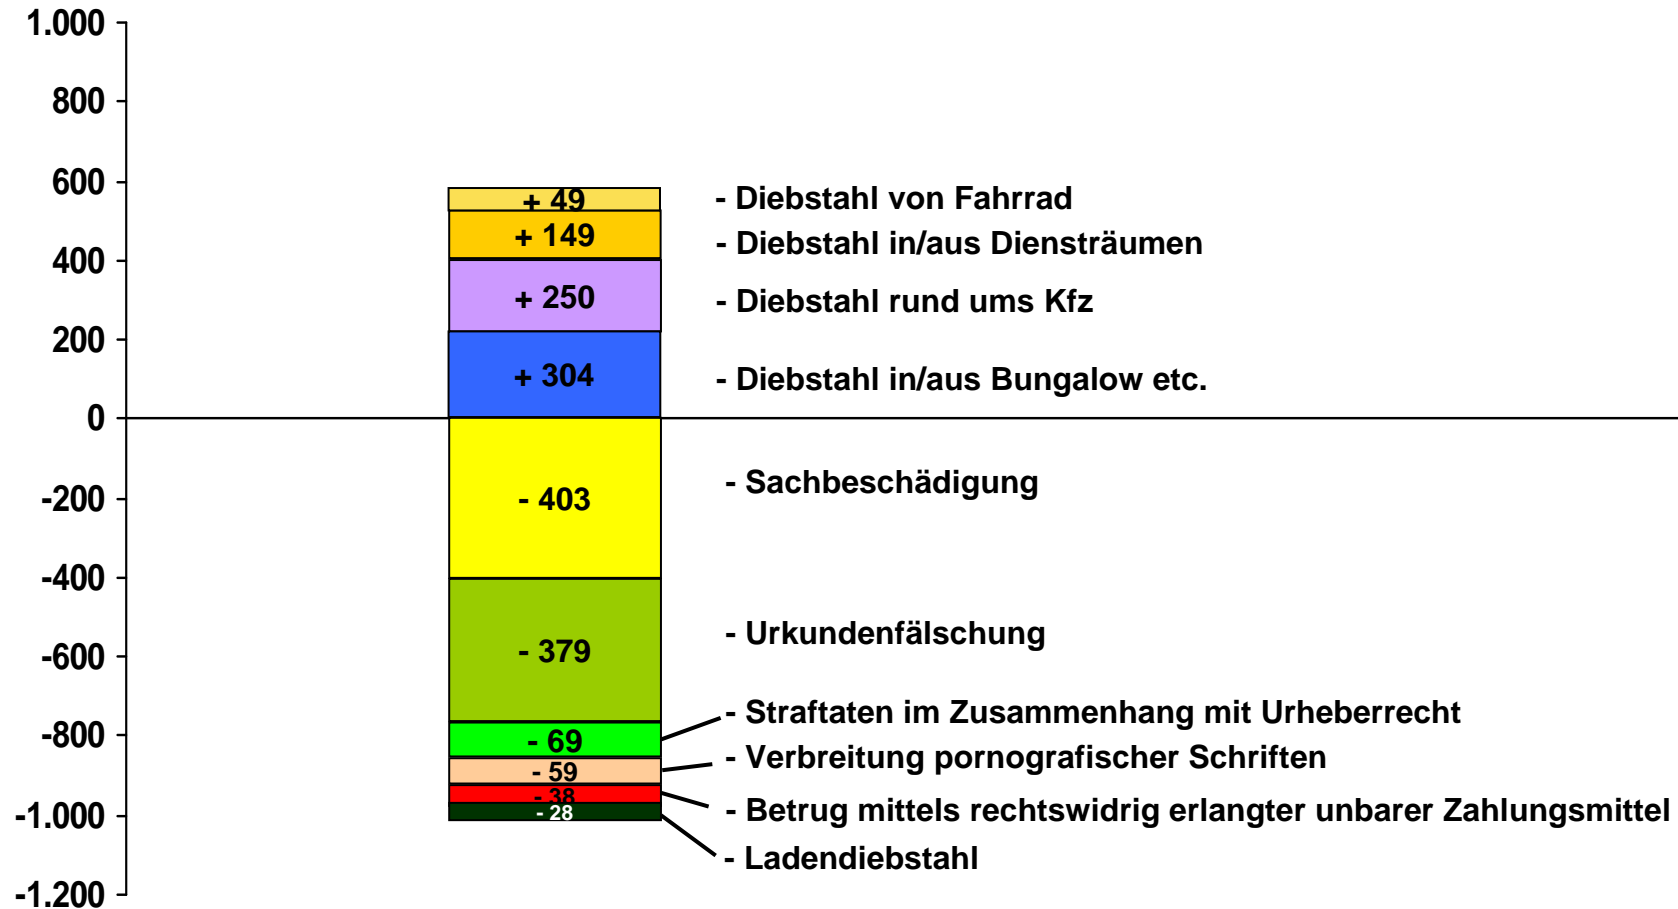 1.000
800
600
400
200
0
-200
-400
-600
-800
-1.000
-1.200
+ 49
+ 149
+ 250
+ 304
- 403
- 379
- 69
- 59
- 38
- 28
- Diebstahl von Fahrrad
- Diebstahl in/aus Diensträumen
- Diebstahl rund ums Kfz
- Diebstahl in/aus Bungalow etc.
- Sachbeschädigung
- Urkundenfälschung
- Straftaten im Zusammenhang mit Urheberrecht
- Verbreitung pornografischer Schriften
- Betrug mittels rechtswidrig erlangter unbarer Zahlungsmittel
- Ladendiebstahl